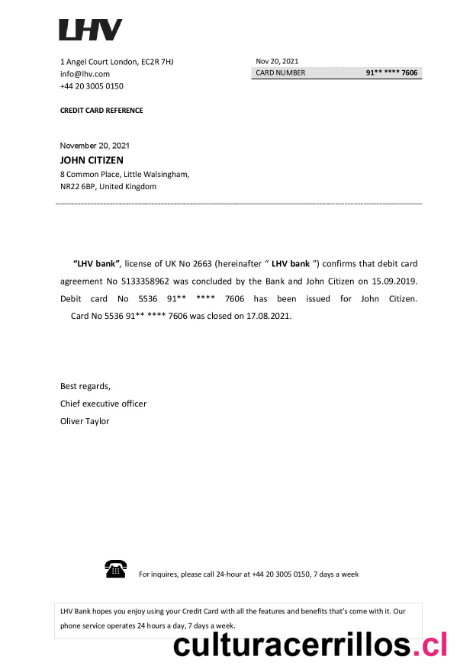 LHV
1 Angel Court London, EC2R 7HJ
info@lhv.com
+44 20 3005 0150
Nov 20, 2021
CARD NUMBER 91** **** 7606
CREDIT CARD REFERENCE
November 20, 2021
JOHN CITIZEN
8 Common Place, Little Walsingham,
NR22 6BP, United Kingdom
“LHV bank”, license of UK No 2663 (hereinafter “ LHV bank ”) confirms that debit card
agreement No 5133358962 was concluded by the Bank and John Citizen on 15.09.2019.
Debit card No 5536 91** **** 7606 has been issued for John Citizen.
Card No 5536 91** **** 7606 was closed on 17.08.2021.
Best regards,
Chief executive officer
Oliver Taylor
For inquires, please call 24-hour at +44 20 3005 0150, 7 days a week
LHV Bank hopes you enjoy using your Credit Card with all the features and benefits that’s come with it. Our
phone service operates 24 hours a day, 7 days a week.
culturacerrillos.cl